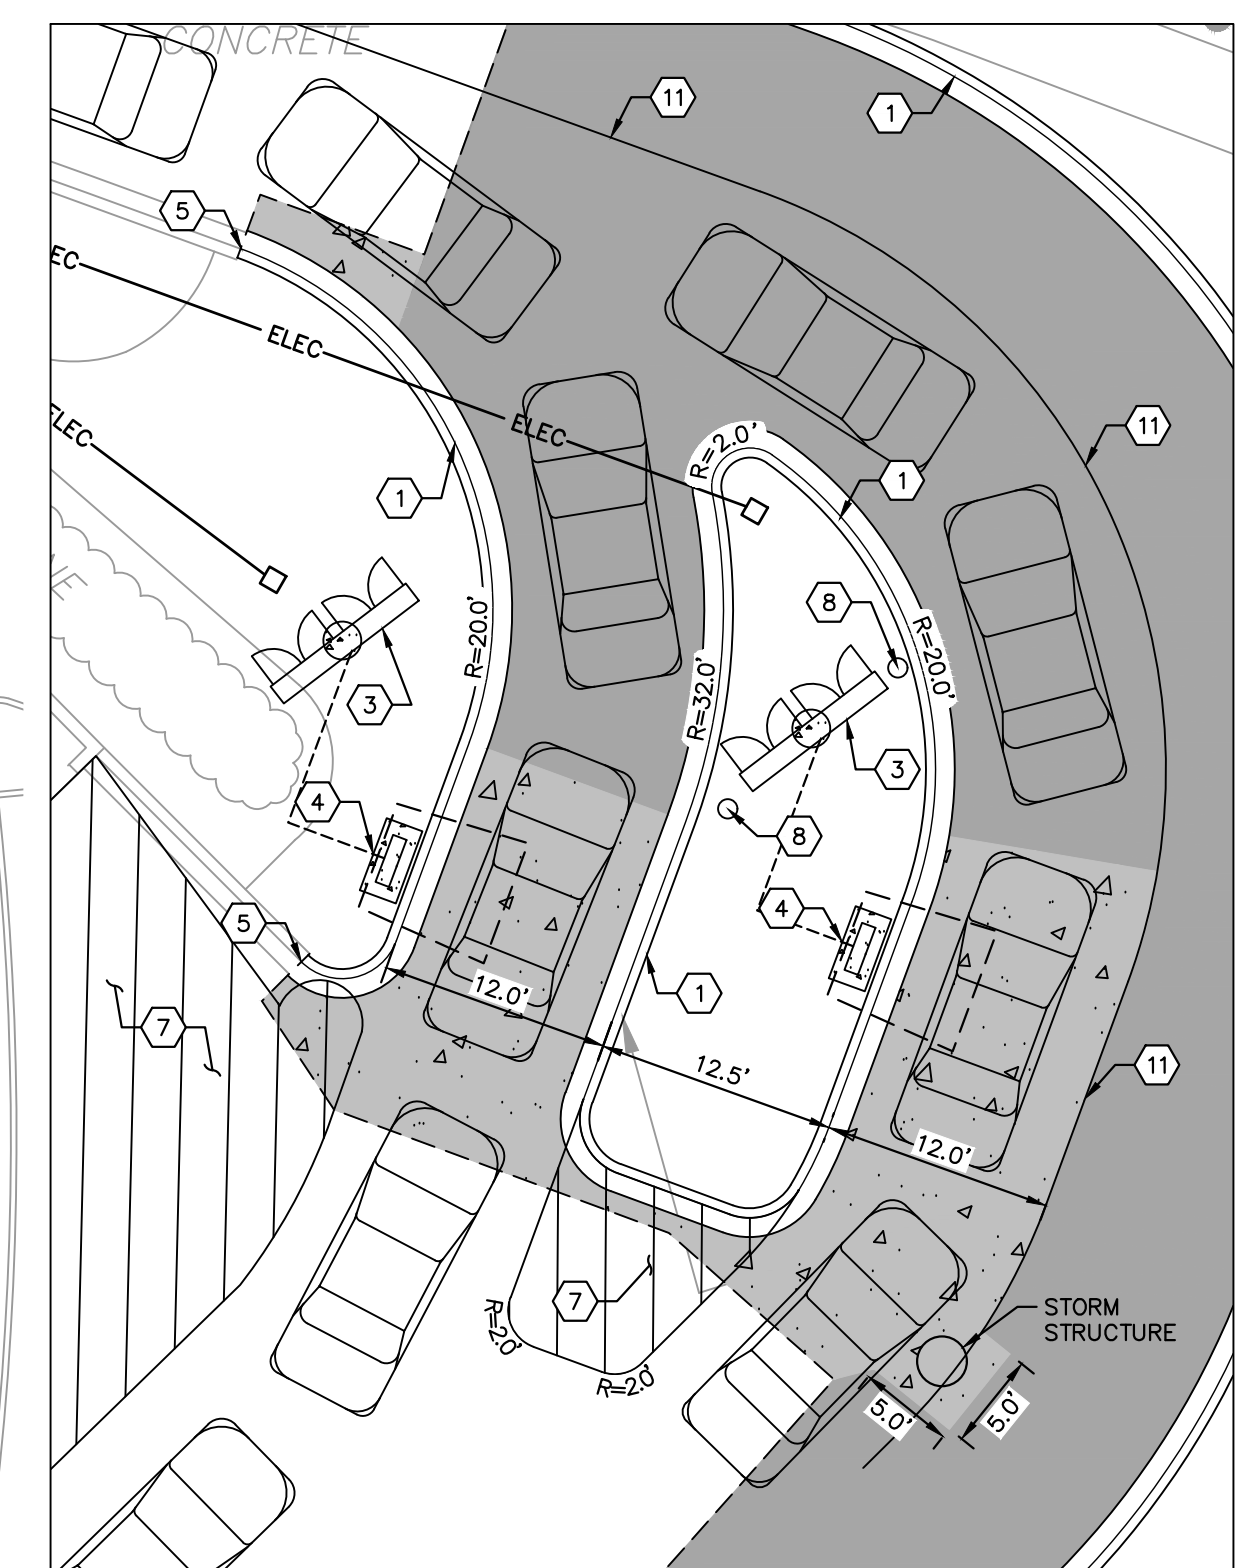 CONCRETE
11
1
5
EC
ELEC
ELEC
ELEC
R=2.0'
11
1
1
8
R=20.0'
R=20.0'
R=32.0'
3
3
4
8
4
5
12.0'
1
7
12.5'
11
12.0'
7
STORM
STRUCTURE
R=2.0'
R=2.0'
5.0'
5.0'